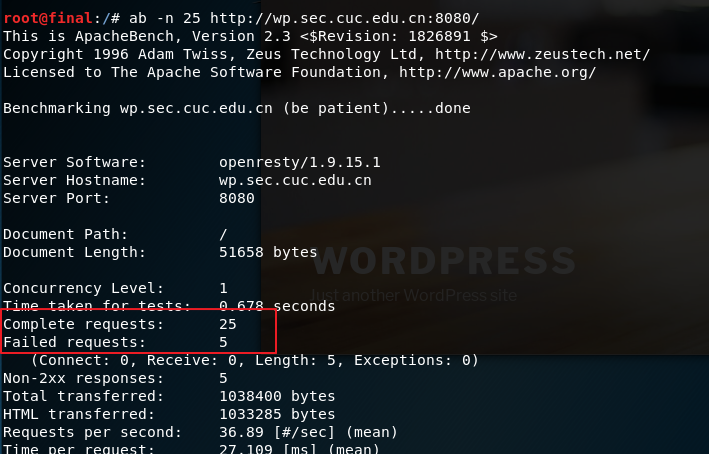 root@final:/# ab -n 25 http://wp.sec.cuc.edu.cn:8080/
This is ApacheBench, Version 2.3 <$Revision: 1826891 $>
Copyright 1996 Adam Twiss, Zeus Technology Ltd, http://www.zeustech.net/
Licensed to The Apache Software Foundation, http://www.apache.org/
Benchmarking wp.sec.cuc.edu.cn (be patient).....done
Server Software: openresty/1.9.15.1
Server Hostname: wp.sec.cuc.edu.cn
Server Port: 8080
Document Path: /
Document Length: 51658 bytes
WORDPRESS
Just another WordPress site
Concurrency Level: 1
Time taken for tests: 0.678 seconds
Complete requests: 25
Failed requests: 5
(Connect: 0, Receive: 0, Length: 5, Exceptions: 0)
Non-2xx responses: 5
Total transferred: 1038400 bytes
HTML transferred: 1033285 bytes
Requests per second: 36.89 [#/sec] (mean)
Time per request: 27.109 [ms] (mean)